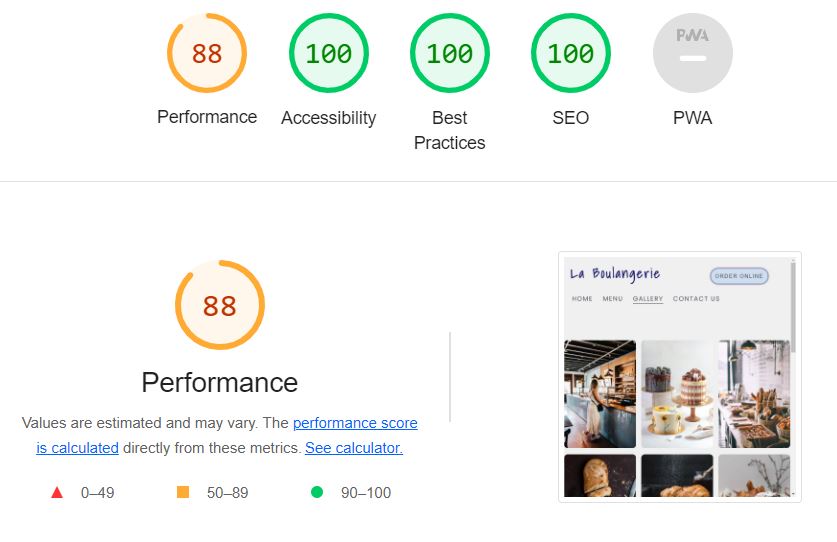 88
100
100
100
PWA
Performance
Accessibility
Best
Practices
SEO
PWA
88
Performance
Values are estimated and may vary. The performance score
is calculated directly from these metrics. See calculator.
0–49
50–89
90–100
La Boulangerie
ORDER ONLINE
HOME
MENU
GALLERY
CONTACT US